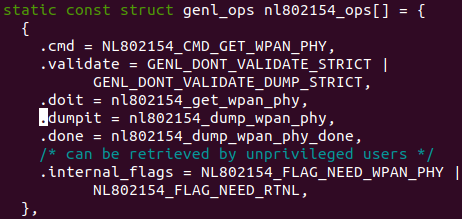 static const struct genl_ops nl802154_ops[] = {
{
.cmd = NL802154_CMD_GET_WPAN_PHY,
.validate = GENL_DONT_VALIDATE_STRICT |
GENL_DONT_VALIDATE_DUMP_STRICT,
.doit = nl802154_get_wpan_phy,
.dumpit = nl802154_dump_wpan_phy,
.done = nl802154_dump_wpan_phy_done,
/* can be retrieved by unprivileged users */
.internal_flags = NL802154_FLAG_NEED_WPAN_PHY |
NL802154_FLAG_NEED_RTNL,
},